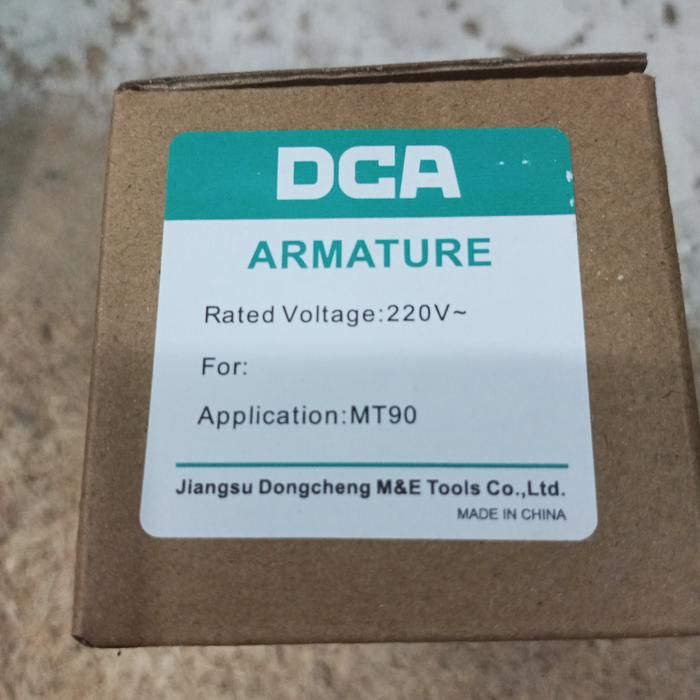 DCA
ARMATURE
Rated Voltage:220V~
For:
Application:MT90
Jiangsu Dongcheng M&E Tools Co.,Ltd.
MADE IN CHINA